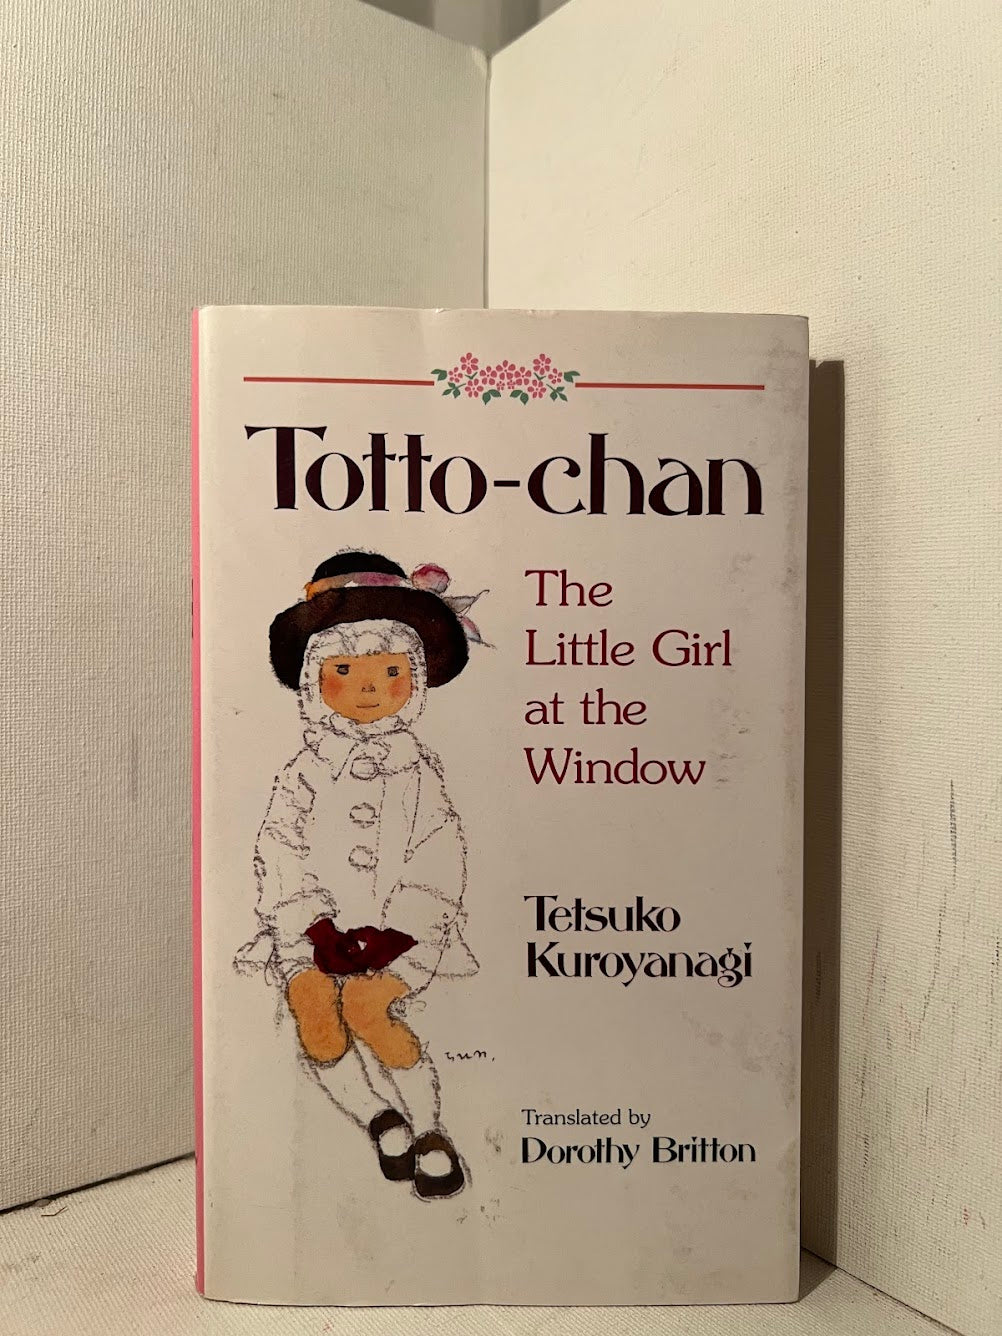 Totto-chan
The
Little Girl
at the
Window
Tetsuko
Kuroyanagi
Translated by
Dorothy Britton